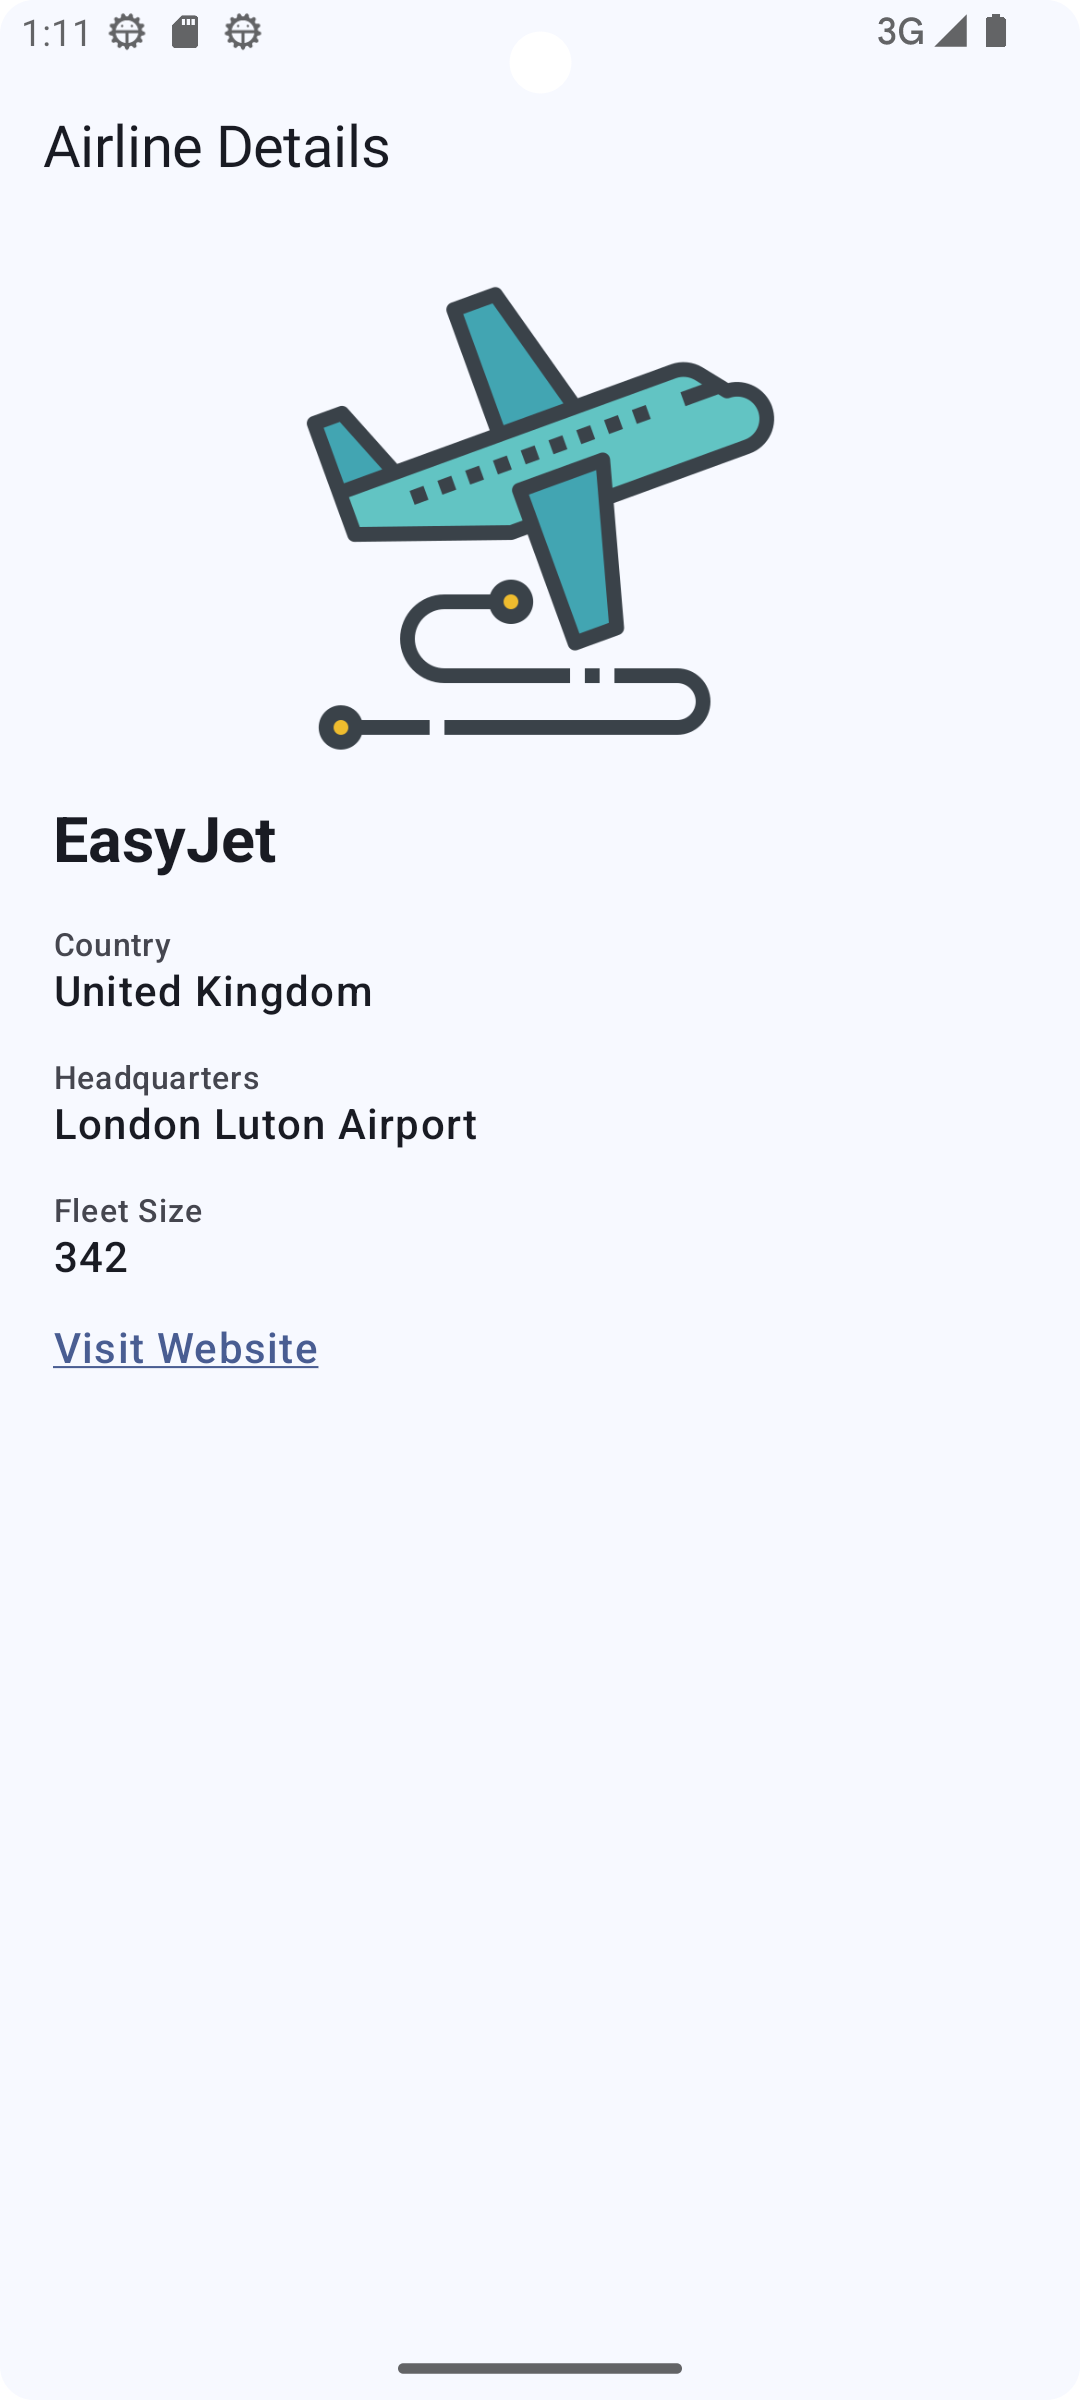 1:11 3G
Airline Details
EasyJet
Country
United Kingdom
Headquarters
London Luton Airport
Fleet Size
342
Visit Website